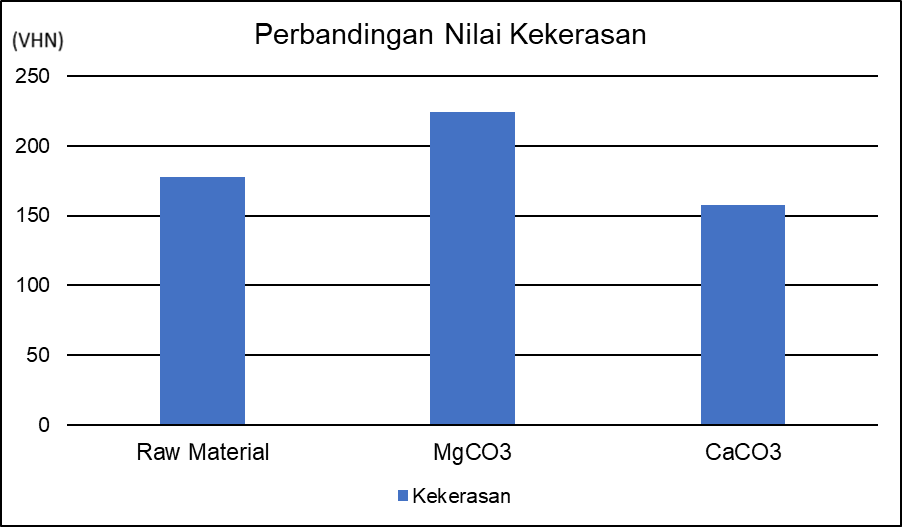 Perbandingan Nilai Kekerasan
(VHN)
250
200
150
100
50
0
Raw Material MgCO3 CaCO3
Kekerasan